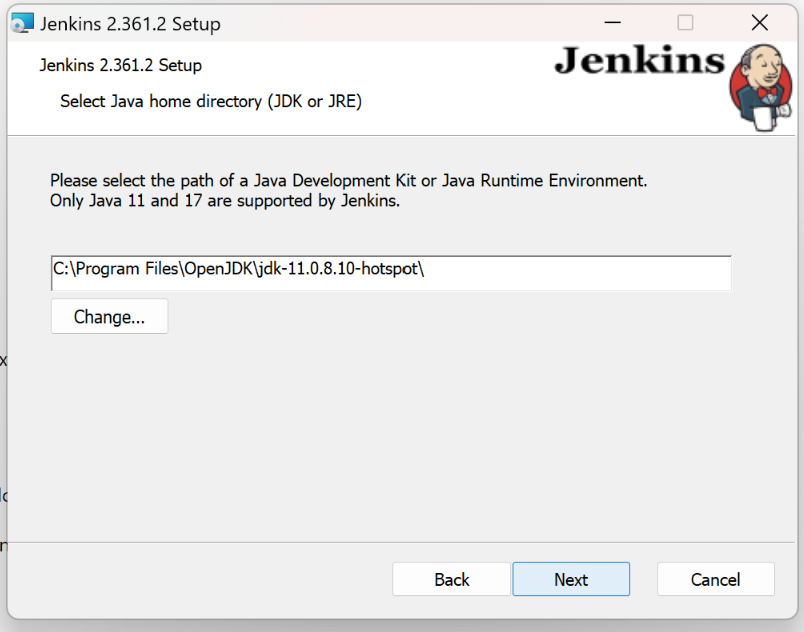 Jenkins 2.361.2 Setup
Jenkins 2.361.2 Setup
Jenkins
Select Java home directory (JDK or JRE)
Please select the path of a Java Development Kit or Java Runtime Environment.
Only Java 11 and 17 are supported by Jenkins.
C:\Program Files\OpenJDK\jdk-11.0.8.10-hotspot\
Change...
Back
Next
Cancel